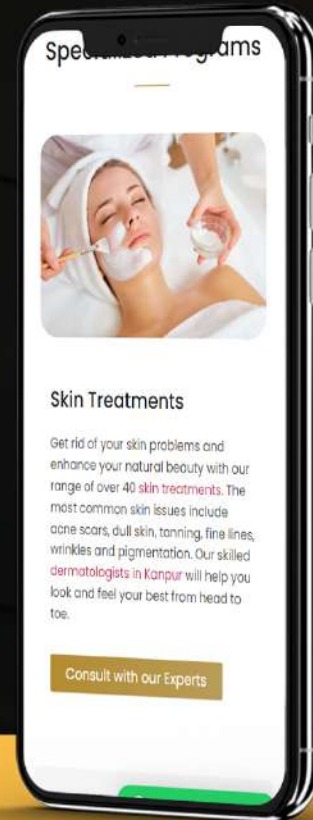 Specialized Programs
Skin Treatments
Get rid of your skin problems and
enhance your natural beauty with our
range of over 40 skin treatments. The
most common skin issues include
acne scars, dull skin, tanning, fine lines,
wrinkles and pigmentation. Our skilled
dermatologists in Kanpur will help you
look and feel your best from head to
toe.
Consult with our Experts